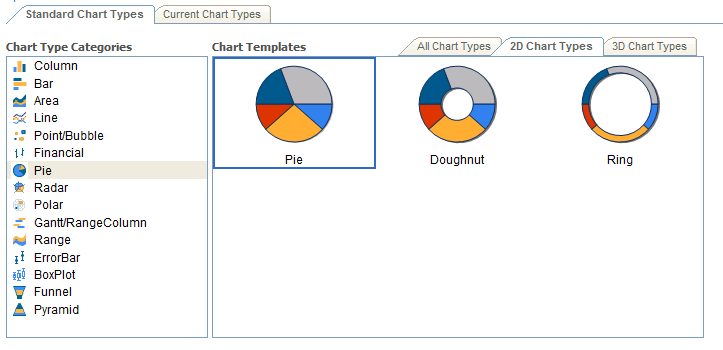 Standard Chart Types Current Chart Types
Chart Type Categories
Column
Bar
Area
Line
Point/Bubble
Financial
Pie
Radar
Polar
Gantt/RangeColumn
Range
ErrorBar
BoxPlot
Funnel
Pyramid
Chart Templates All Chart Types 2D Chart Types 3D Chart Types
Pie Doughnut Ring